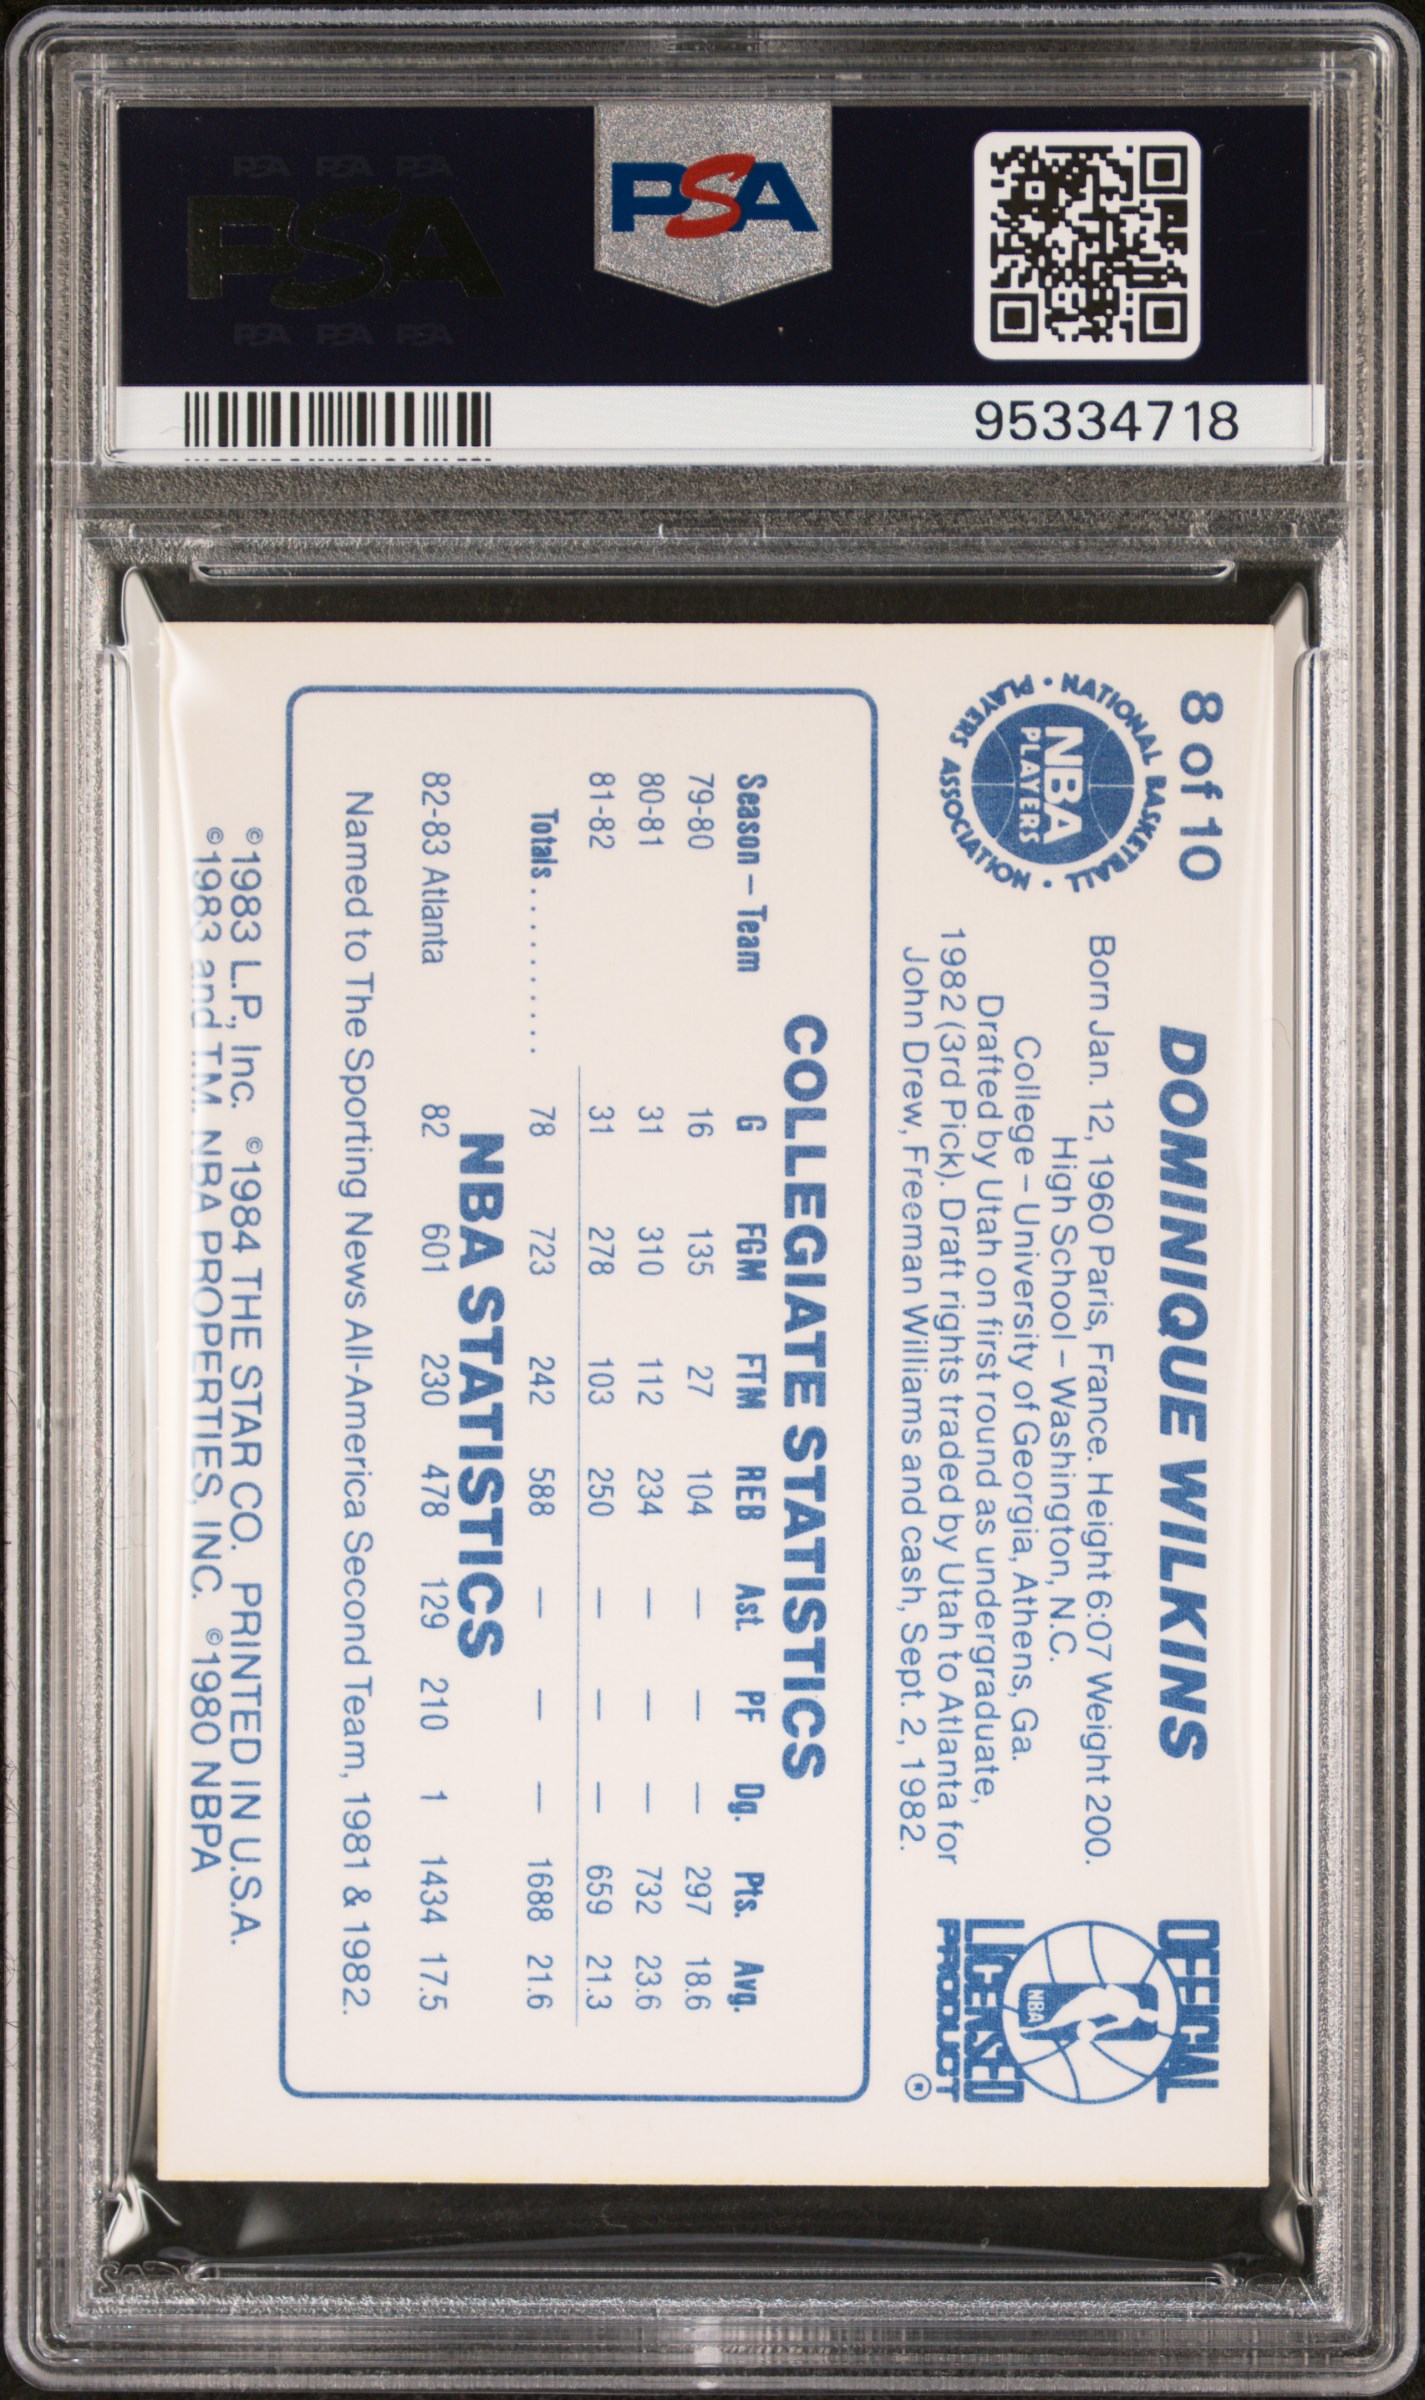 PSA PSA PSA
PSA
PSA PSA PSA
PSA
95334718
8 of 10
NATIONAL BASKETBALL PLAYERS ASSOCIATION
NBA
PLAYERS
DOMINIQUE WILKINS
Born Jan. 12, 1960 Paris, France. Height 6:07 Weight 200.
High School – Washington, N.C.
College – University of Georgia, Athens, Ga.
Drafted by Utah on first round as undergraduate,
1982 (3rd Pick). Draft rights traded by Utah to Atlanta for
John Drew, Freeman Williams and cash, Sept. 2, 1982.
OFFICIAL
NBA
LICENSED
PRODUCT
COLLEGIATE STATISTICS
Season – Team G FGM FTM REB Ast. PF Dg. Pts. Avg.
79-80 16 135 27 104 — — — 297 18.6
80-81 31 310 112 234 — — — 732 23.6
81-82 31 278 103 250 — — — 659 21.3
Totals ......... 78 723 242 588 — — — 1688 21.6
NBA STATISTICS
82-83 Atlanta 82 601 230 478 129 210 1 1434 17.5
Named to The Sporting News All-America Second Team, 1981 & 1982.
©1983 L.P., Inc. ©1984 THE STAR CO. PRINTED IN U.S.A.
©1983 and T.M. NBA PROPERTIES, INC. ©1980 NBPA
PSA